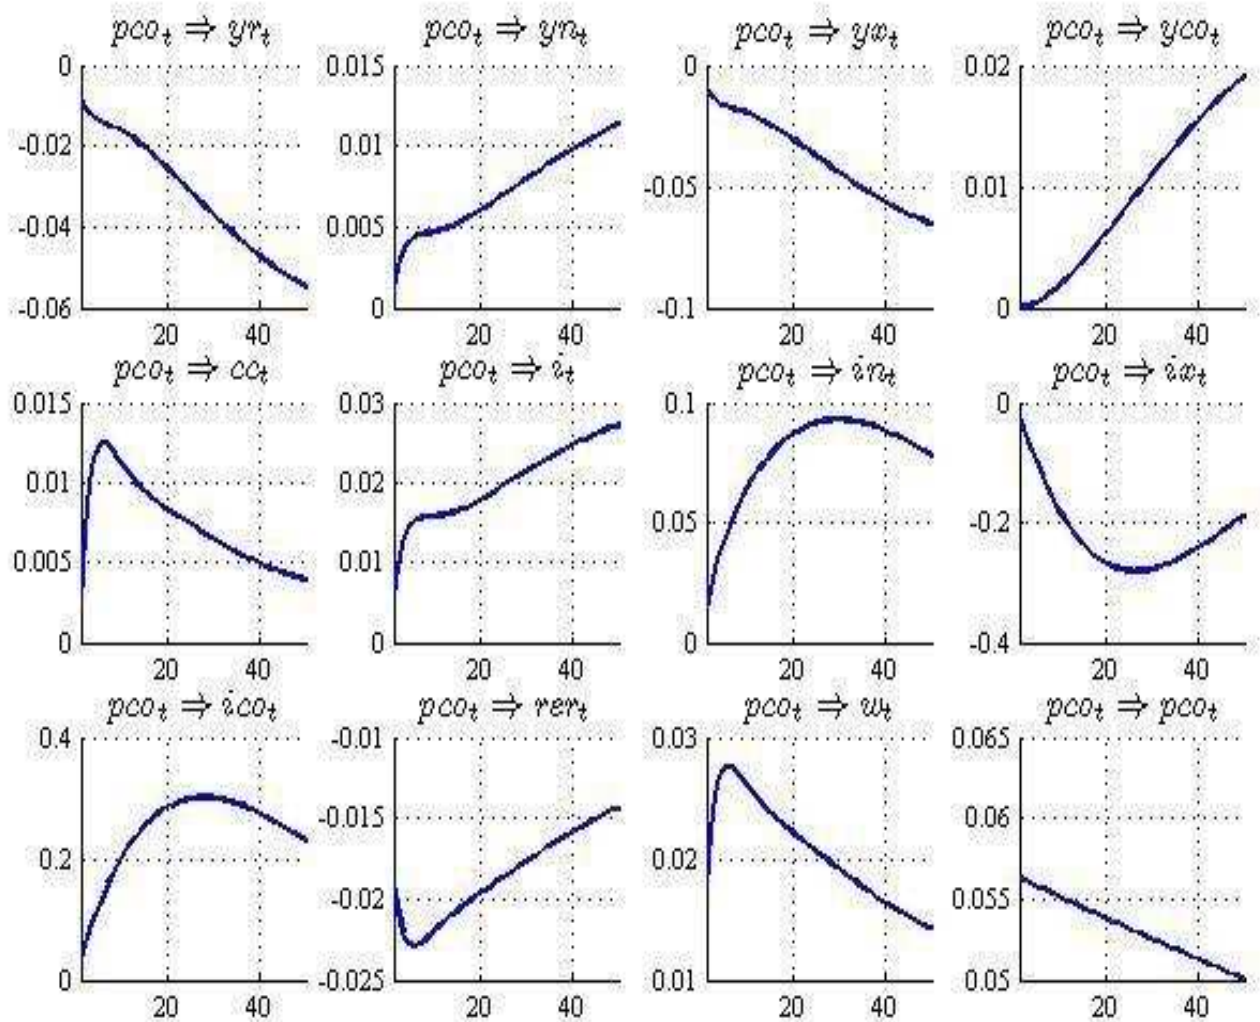 pco_t ⇒ yr_t pco_t ⇒ yn_t pco_t ⇒ yx_t pco_t ⇒ yco_t
0 0.015 0 0.02
-0.02 0.01 -0.05 0.01
-0.04 0.005
-0.06 0 -0.1 0
20 40 20 40 20 40 20 40
pco_t ⇒ cc_t pco_t ⇒ i_t pco_t ⇒ in_t pco_t ⇒ ix_t
0.015 0.03 0.1 0
0.01 0.02 0.05 -0.2
0.005 0.01
0 0 0 -0.4
20 40 20 40 20 40 20 40
pco_t ⇒ ico_t pco_t ⇒ rer_t pco_t ⇒ w_t pco_t ⇒ pco_t
0.4 -0.01 0.03 0.065
-0.015 0.06
0.2 -0.02 0.02 0.055
0 -0.025 0.01 0.05
20 40 20 40 20 40 20 40